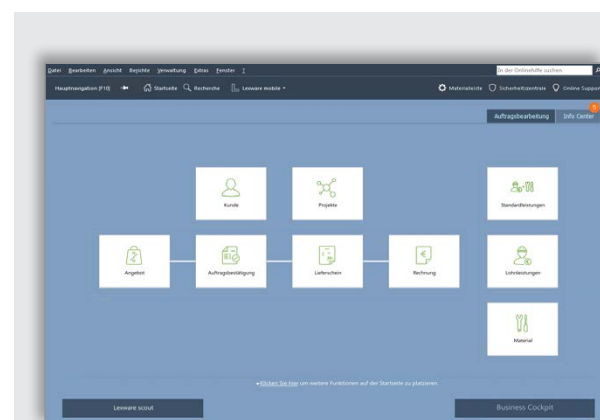 Datei Bearbeiten Ansicht Berichte Verwaltung Extras Fenster ?
In der Onlinehilfe suchen
Hauptnavigation [F10] Startseite Recherche Lexware mobile Materialliste Sicherheitszentrale Online Support
5
Auftragsbearbeitung Info Center
Kunde Projekte Standardleistungen
Angebot Auftragsbestätigung Lieferschein Rechnung Lohnleistungen
Material
Klicken Sie hier um weitere Funktionen auf der Startseite zu platzieren.
Lexware scout Business Cockpit